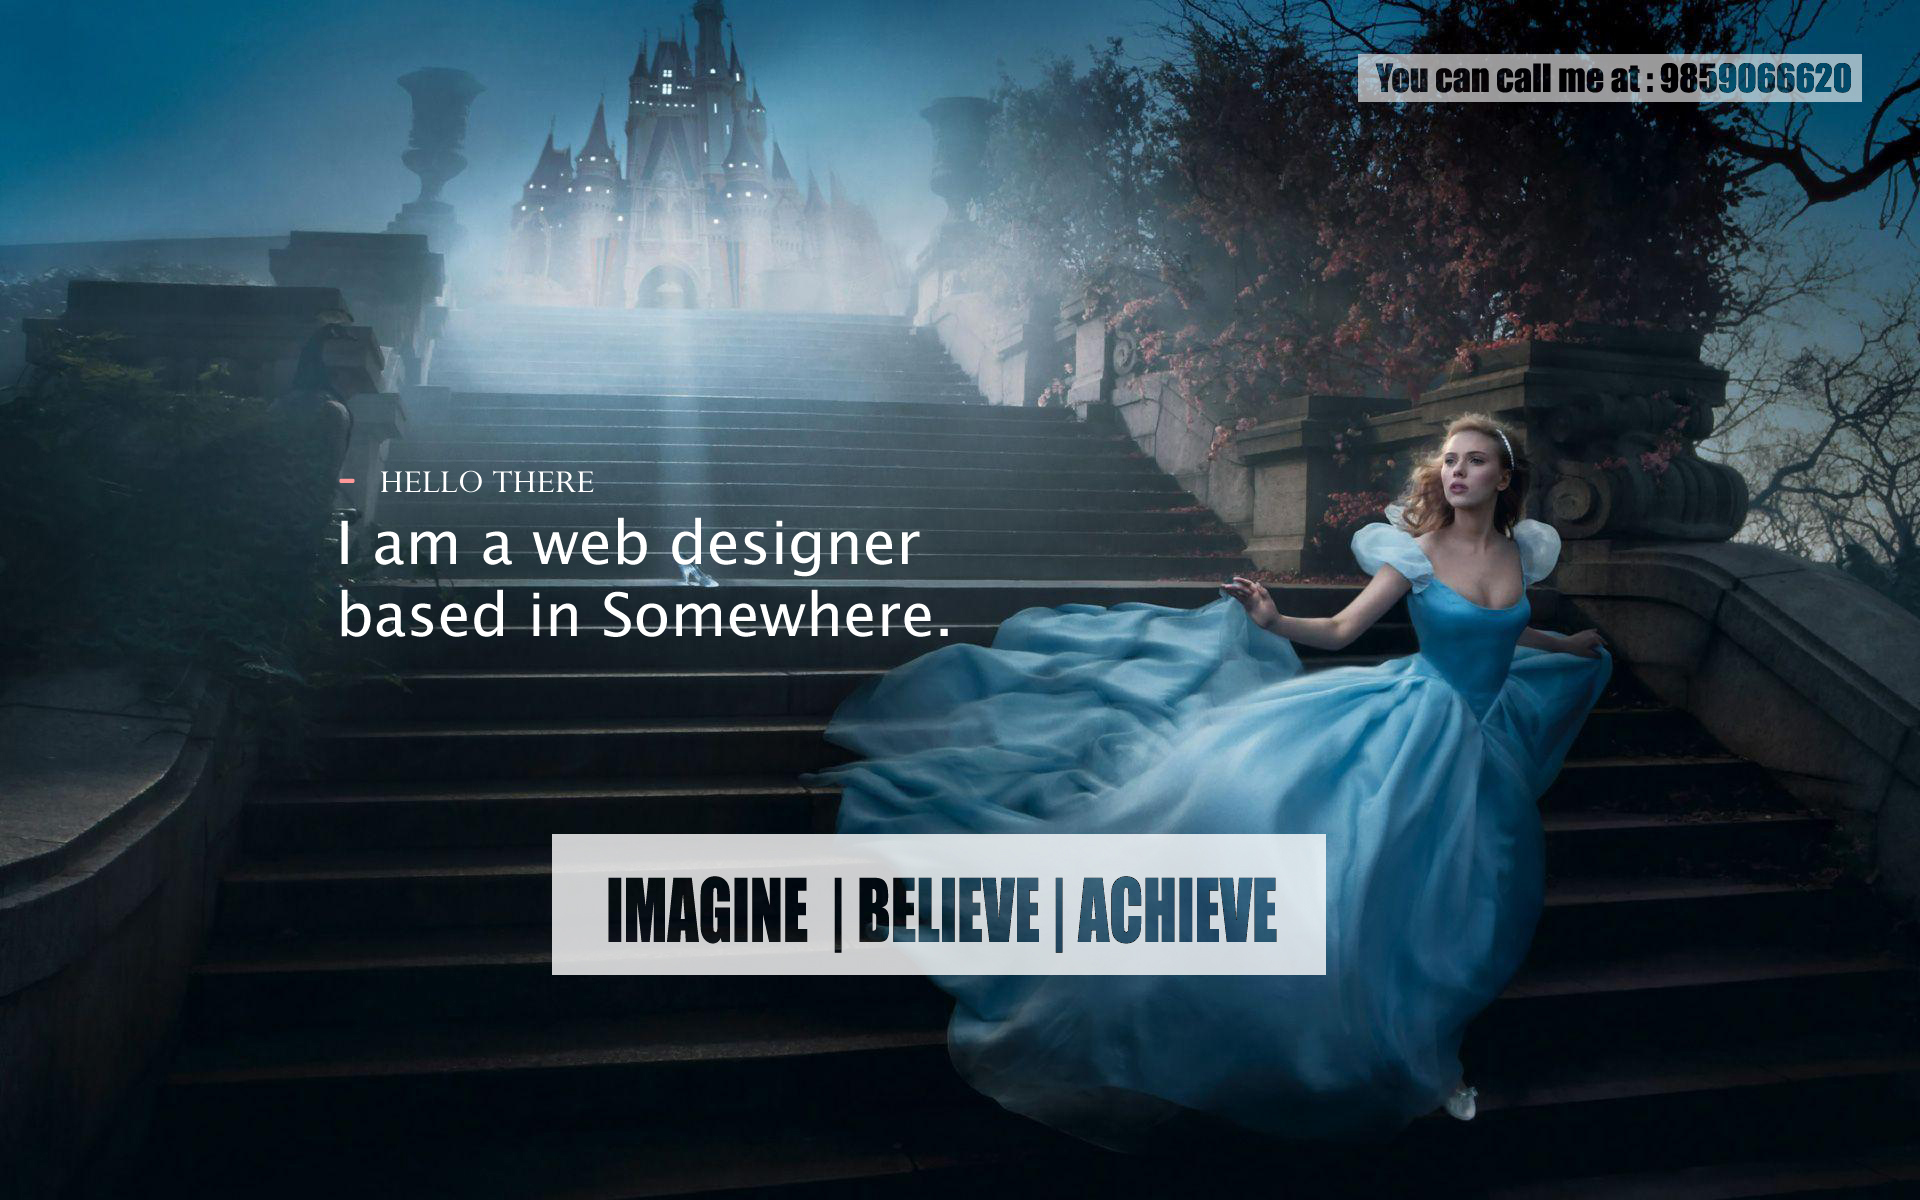 You can call me at : 9859066620
- HELLO THERE
I am a web designer
based in Somewhere.
IMAGINE | BELIEVE | ACHIEVE